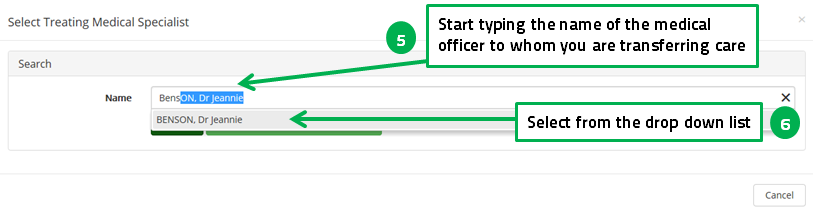 Select Treating Medical Specialist
×
5
Start typing the name of the medical
officer to whom you are transferring care
Search
Name
BensON, Dr Jeannie
×
BENSON, Dr Jeannie
Select from the drop down list
6
Cancel